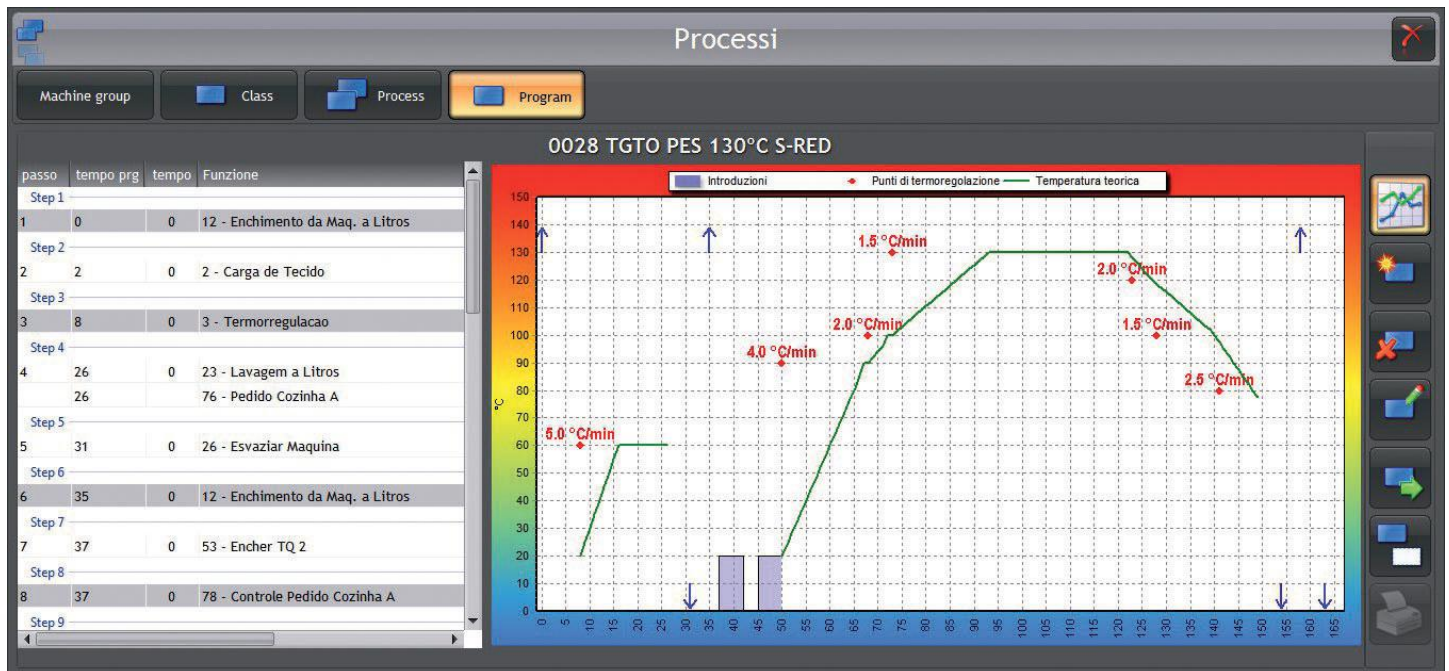 Processi
Machine group Class Process Program
0028 TGTO PES 130°C S-RED
passo tempo prg tempo Funzione
Step 1
1 0 0 12 - Enchimento da Maq. a Litros
Step 2
2 2 0 2 - Carga de Tecido
Step 3
3 8 0 3 - Termorregulacao
Step 4
4 26 0 23 - Lavagem a Litros
26 76 - Pedido Cozinha A
Step 5
5 31 0 26 - Esvaziar Maquina
Step 6
6 35 0 12 - Enchimento da Maq. a Litros
Step 7
7 37 0 53 - Encher TQ 2
Step 8
8 37 0 78 - Controle Pedido Cozinha A
Step 9
Introduzioni Punti di termoregolazione Temperatura teorica
150
140
130
120
110
100
90
80
70
60
50
40
30
20
10
0
°C
1.5 °C/min
2.0 °C/min
2.0 °C/min
1.5 °C/min
4.0 °C/min
2.5 °C/min
5.0 °C/min
0 5 10 15 20 25 30 35 40 45 50 55 60 65 70 75 80 85 90 95 100 105 110 115 120 125 130 135 140 145 150 155 160 165